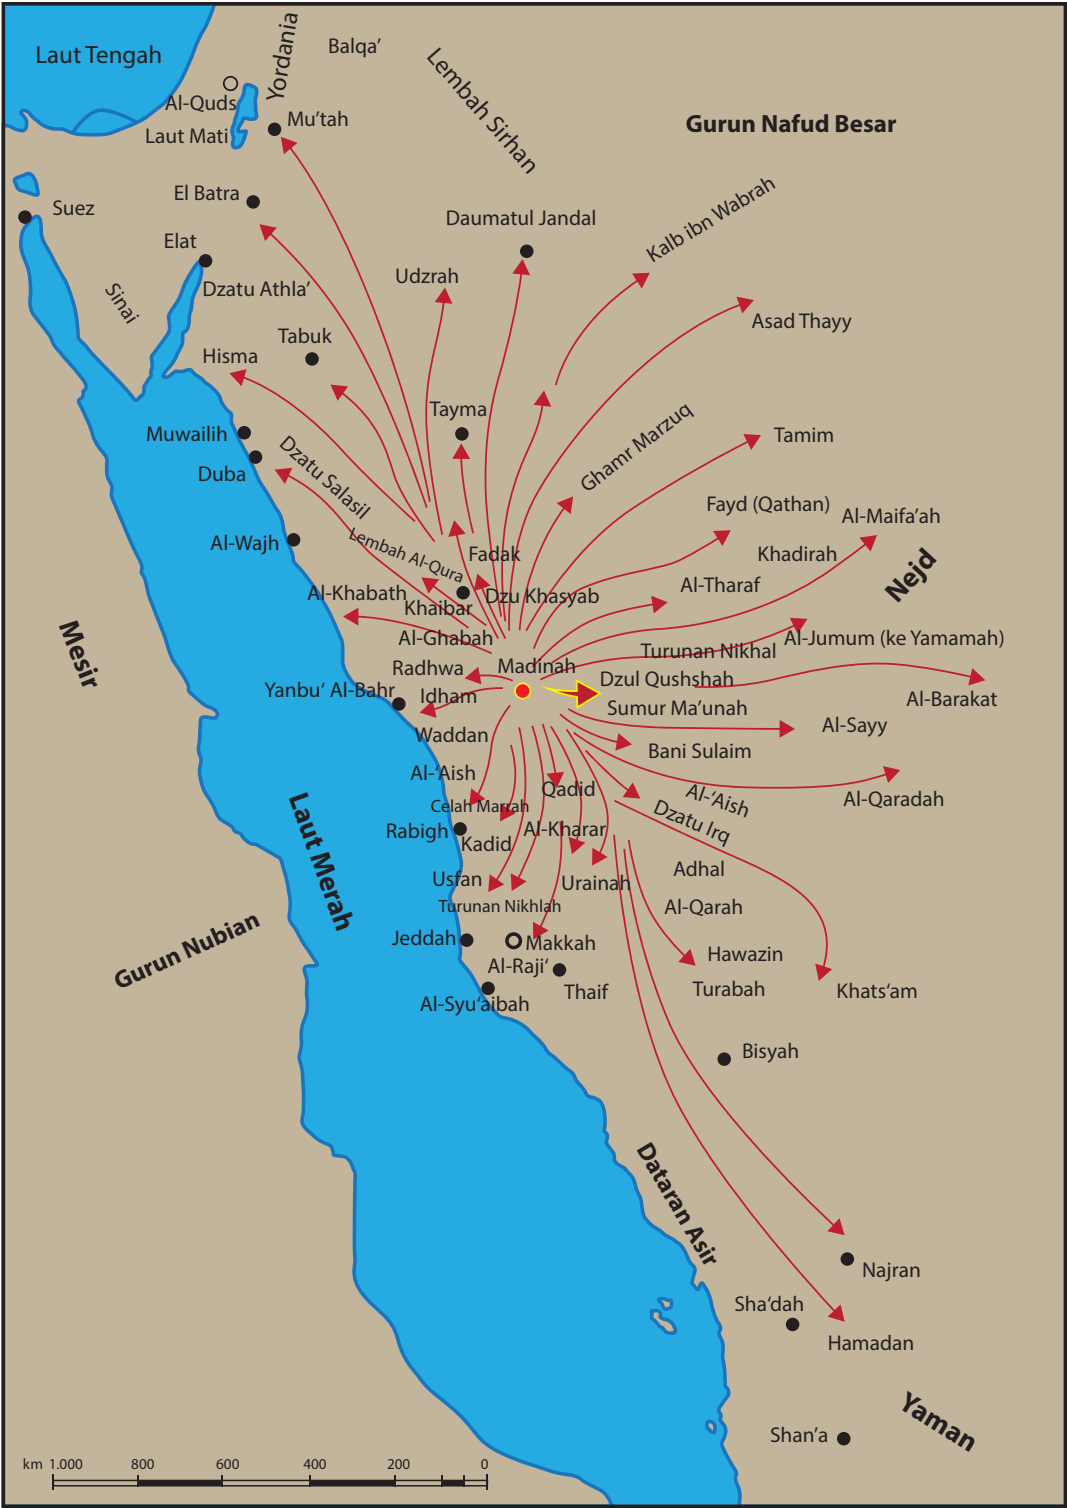 Laut Tengah
Yordania
Balqa'
Lembah Sirhan
Al-Quds
Laut Mati
Mu'tah
Gurun Nafud Besar
El Batra
Suez
Daumatul Jandal
Kalb ibn Wabrah
Elat
Udzrah
Dzatu Athla'
Sinai
Asad Thayy
Tabuk
Hisma
Tayma
Ghamr Marzuq
Tamim
Muwailih
Dzatu Salasil
Duba
Fayd (Qathan)
Al-Maifa'ah
Al-Wajh
Lembah Al-Qura
Fadak
Khadirah
Nejd
Al-Tharaf
Al-Khabath
Khaibar
Dzu Khasyab
Al-Ghabah
Al-Jumum (ke Yamamah)
Turunan Nikhal
Mesir
Radhwa
Madinah
Dzul Qushshah
Yanbu‘ Al-Bahr
Idham
Al-Barakat
Sumur Ma'unah
Waddan
Al-Sayy
Bani Sulaim
Al-‘Aish
Qadid
Al-‘Aish
Al-Qaradah
Celah Marrah
Dzatu Irq
Laut Merah
Rabigh
Kadid
Al-Kharar
Adhal
Usfan
Urainah
Turunan Nikhlah
Al-Qarah
Gurun Nubian
Jeddah
Makkah
Hawazin
Al-Raji‘
Thaif
Turabah
Khats‘am
Al-Syu‘aibah
Bisyah
Dataran Asir
Najran
Sha‘dah
Hamadan
Yaman
Shan'a
km 1.000 800 600 400 200 0